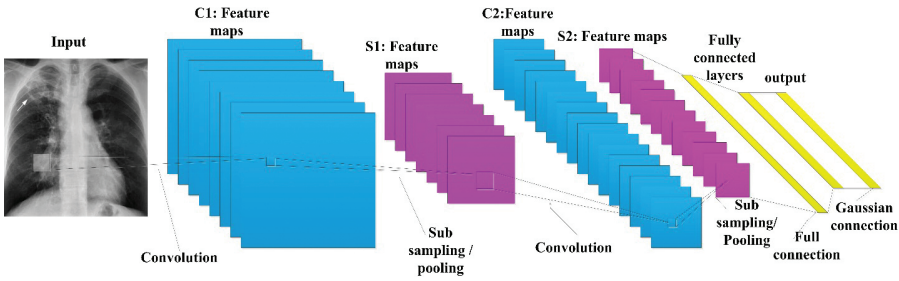 Input
C1: Feature
maps
S1: Feature
maps
C2:Feature
maps
S2: Feature maps
Fully
connected
layers
output
Convolution
Sub
sampling /
pooling
Convolution
Sub
sampling/
Pooling
Full
connection
Gaussian
connection